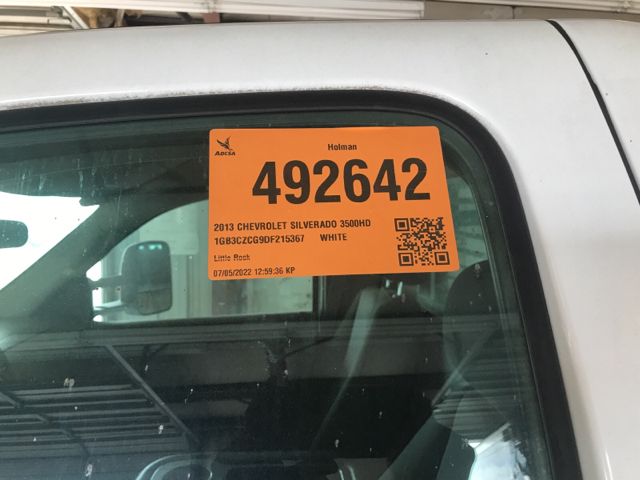 Holman
ADESA
492642
2013 CHEVROLET SILVERADO 3500HD
1GB3CZCG9DF215367 WHITE
Little Rock
07/05/2022 12:59:36 KP